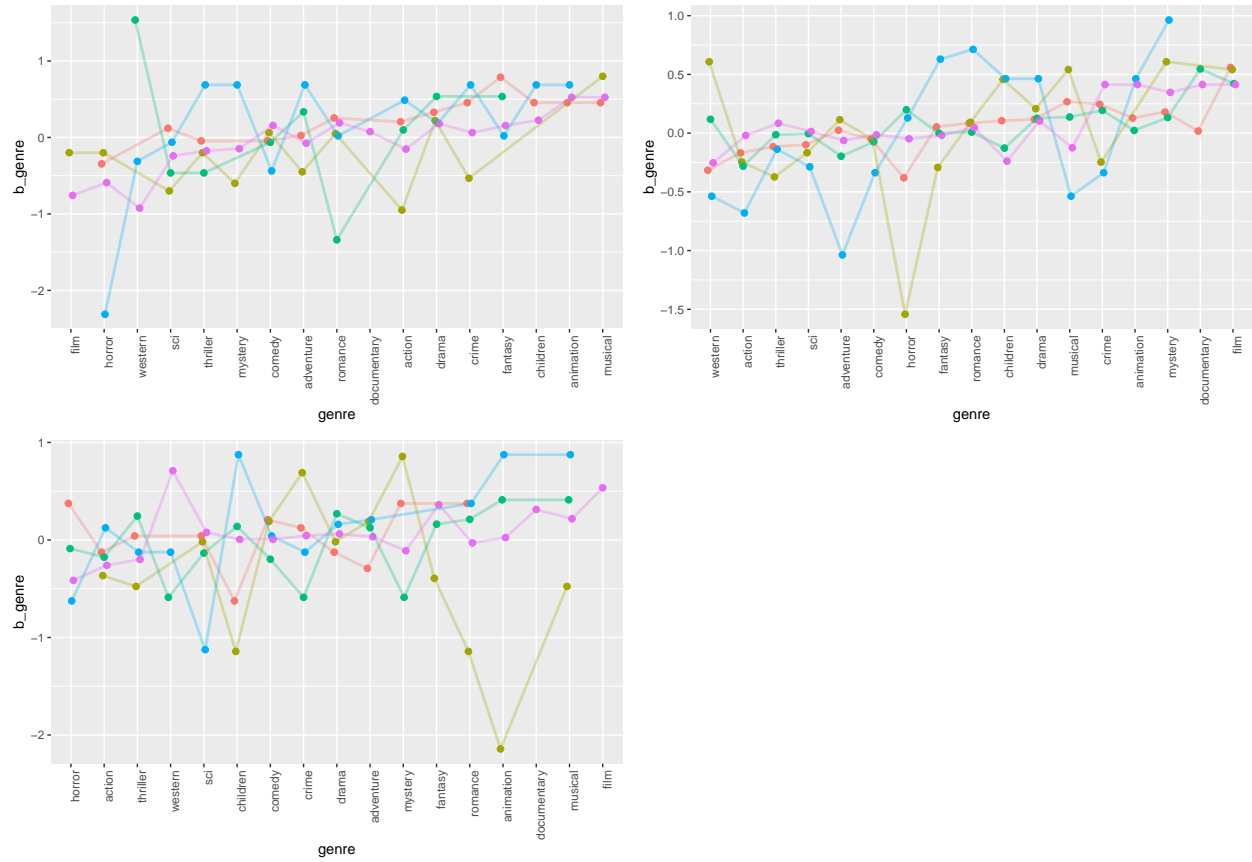 b_genre
1
0
−1
−2
film
horror
western
sci
thriller
mystery
comedy
adventure
romance
documentary
action
drama
crime
fantasy
children
animation
musical
genre
b_genre
1.0
0.5
0.0
−0.5
−1.0
−1.5
western
action
thriller
sci
adventure
comedy
horror
fantasy
romance
children
drama
musical
crime
animation
mystery
documentary
film
genre
b_genre
1
0
−1
−2
horror
action
thriller
western
sci
children
comedy
crime
drama
adventure
mystery
fantasy
romance
animation
documentary
musical
film
genre